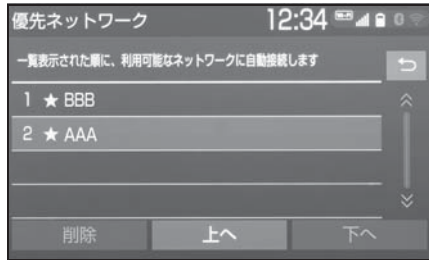 優先ネットワーク 12:34
一覧表示された順に、利用可能なネットワークに自動接続します
1 ★ BBB
2 ★ AAA
削除 上へ 下へ